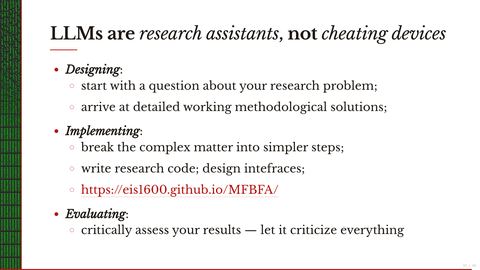 LLMs are research assistants, not cheating devices
• Designing:
○ start with a question about your research problem;
○ arrive at detailed working methodological solutions;
• Implementing:
○ break the complex matter into simpler steps;
○ write research code; design intefraces;
○ https://eis1600.github.io/MFBFA/
• Evaluating:
○ critically assess your results — let it criticize everything